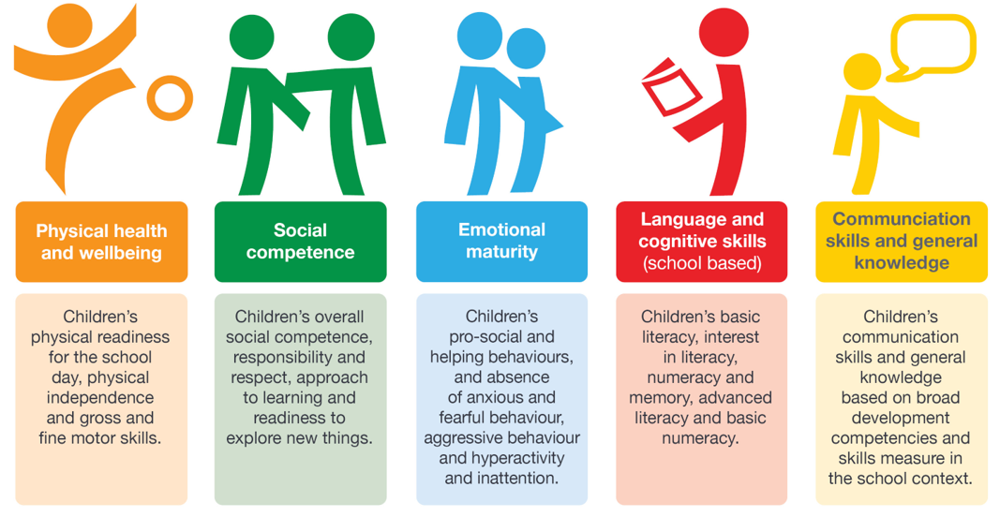 Physical health
and wellbeing
Children's
physical readiness
for the school
day, physical
independence
and gross and
fine motor skills.
Social
competence
Children's overall
social competence,
responsibility and
respect, approach
to learning and
readiness to
explore new things.
Emotional
maturity
Children's
pro-social and
helping behaviours,
and absence
of anxious and
fearful behaviour,
aggressive behaviour
and hyperactivity
and inattention.
Language and
cognitive skills
(school based)
Children's basic
literacy, interest
in literacy,
numeracy and
memory, advanced
literacy and basic
numeracy.
Communciation
skills and general
knowledge
Children's
communication
skills and general
knowledge
based on broad
development
competencies and
skills measure in
the school context.